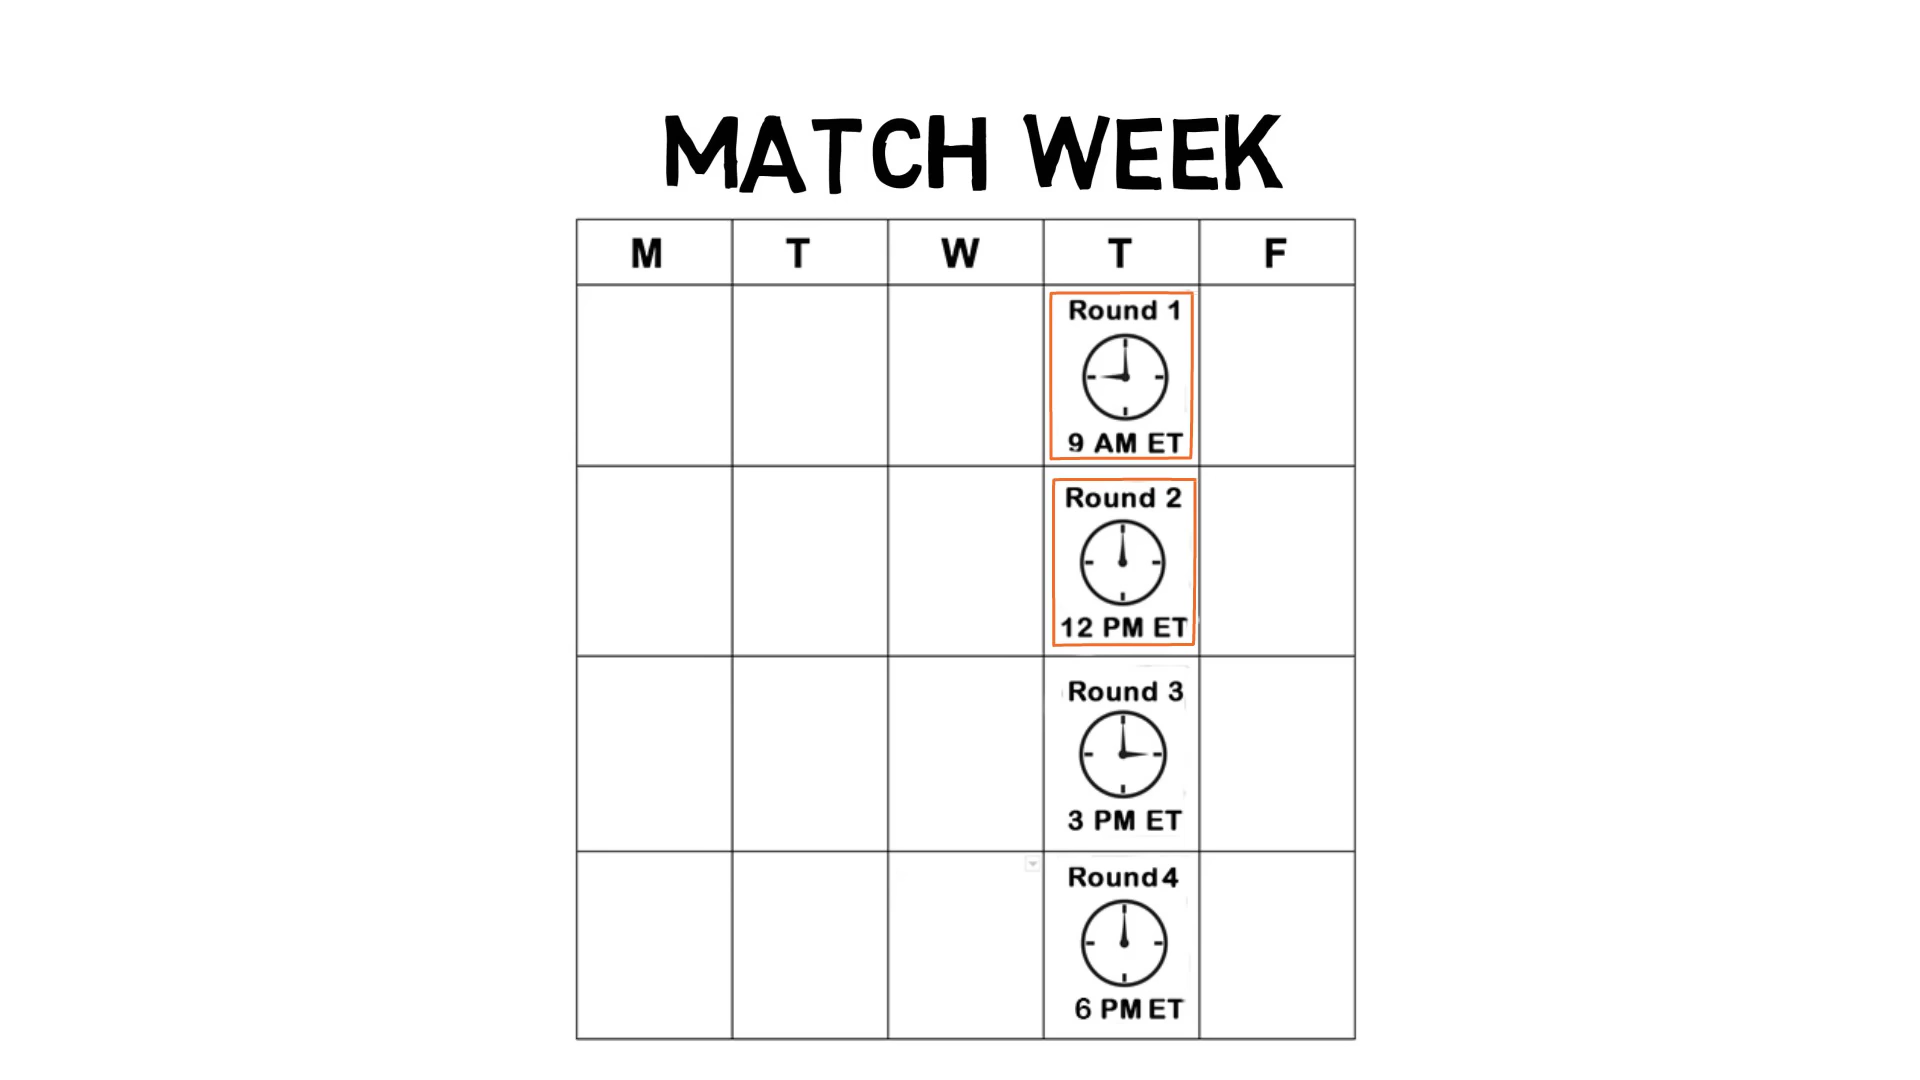 MATCH WEEK
M T W T F
Round 1
9 AM ET
Round 2
12 PM ET
Round 3
3 PM ET
Round 4
6 PM ET